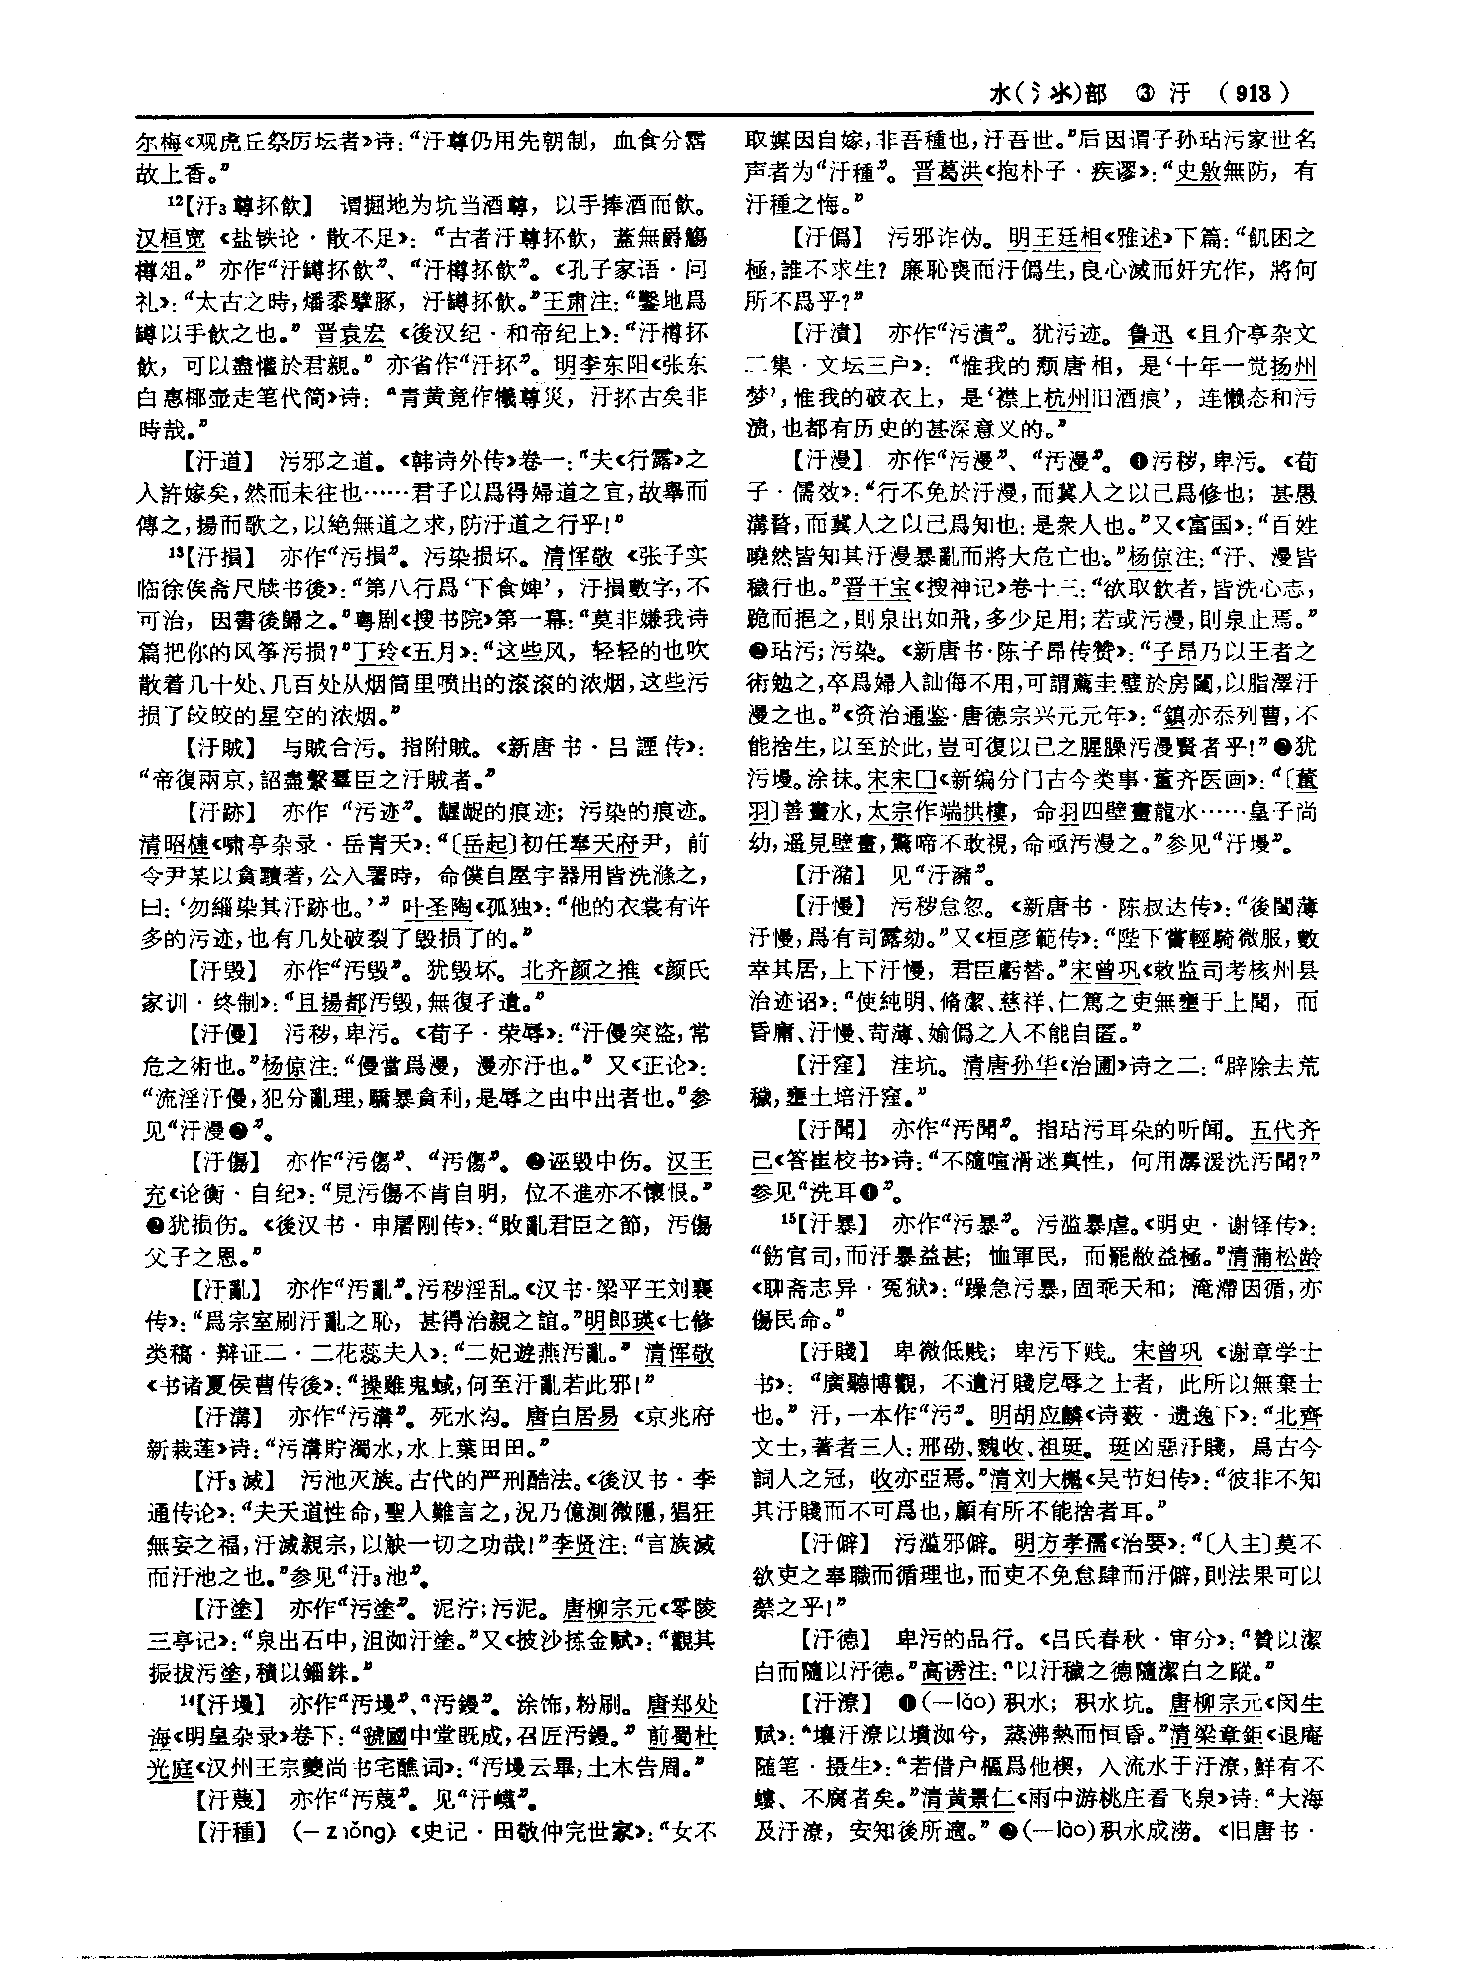 水(氵氺)部 ③ 汙 (913)
尔梅《观虎丘祭厉坛者》诗:“汙尊仍用先朝制，血食分霑
故上香。”
12【汙3尊抔飲】 谓掘地为坑当酒尊，以手捧酒而飲。
汉桓宽《盐铁论·散不足》:“古者汙尊抔飲，蓋無爵觴
樽俎。”亦作“汙罇抔飲”、“汙樽抔飲”。《孔子家语·问
礼》:“太古之時，燔黍擘豚，汙罇抔飲。”王肃注:“鑿地爲
罇以手飲之也。”晋袁宏《後汉纪·和帝纪上》:“汙樽抔
飲，可以盡懽於君親。”亦省作“汙抔”。明李东阳《张东
白惠椰壶走笔代简》诗:“青黄竟作犧尊災，汙抔古矣非
時哉。”
【汙道】 污邪之道。《韩诗外传》卷一:“夫《行露》之
人許嫁矣，然而未往也……君子以爲得婦道之宜，故舉而
傳之，揚而歌之，以絶無道之求，防汙道之行乎!”
13【汙損】 亦作“污損”。污染损坏。清恽敬《张子实
临徐俟斋尺牍书後》:“第八行爲‘下食婢’，汙損數字，不
可治，因書後歸之。”粤剧《搜书院》第一幕:“莫非嫌我诗
篇把你的风筝污损?”丁玲《五月》:“这些风，轻轻的也吹
散着几十处、几百处从烟筒里喷出的滚滚的浓烟，这些污
损了皎皎的星空的浓烟。”
【汙賊】 与贼合污。指附贼。《新唐书·吕諲传》:
“帝復兩京，詔盡繫羣臣之汙賊者。”
【汙跡】 亦作“污迹”。龌龊的痕迹；污染的痕迹。
清昭槤《啸亭杂录·岳青天》:“〔岳起〕初任奉天府尹，前
令尹某以貪黷著，公入署時，命僕自屋宇器用皆洗滌之，
曰:‘勿緇染其汙跡也。’”叶圣陶《孤独》:“他的衣裳有许
多的污迹，也有几处破裂了毁损了的。”
【汙毁】 亦作“污毁”。犹毁坏。北齐颜之推《颜氏
家训·终制》:“且揚都污毁，無復孑遺。”
【汙僈】 污秽，卑污。《荀子·荣辱》:“汙僈突盗，常
危之術也。”杨倞注:“僈當爲漫，漫亦汙也。”又《正论》:
“流淫汙僈，犯分亂理，驕暴貪利，是辱之由中出者也。”参
见“汙漫❷”。
【汙傷】 亦作“污傷”、“汚傷”。❶诬毁中伤。汉王
充《论衡·自纪》:“見污傷不肯自明，位不進亦不懷恨。”
❷犹损伤。《後汉书·申屠刚传》:“敗亂君臣之節，污傷
父子之恩。”
【汙亂】 亦作“污亂”。污秽淫乱。《汉书·梁平王刘襄
传》:“爲宗室刷汙亂之恥，甚得治親之誼。”明郎瑛《七修
类稿·辩证二·二花蕊夫人》:“二妃遊燕汚亂。”清恽敬
《书诸夏侯曹传後》:“操雖鬼蜮，何至汙亂若此邪!”
【汙溝】 亦作“污溝”。死水沟。唐白居易《京兆府
新栽莲》诗:“污溝貯濁水，水上葉田田。”
【汙3滅】 污池灭族。古代的严刑酷法。《後汉书·李
通传论》:“夫天道性命，聖人難言之，況乃億測微隱，猖狂
無妄之福，汙滅親宗，以觖一切之功哉!”李贤注:“言族滅
而汙池之也。”参见“汙3池”。
【汙塗】 亦作“污塗”。泥泞；污泥。唐柳宗元《零陵
三亭记》:“泉出石中，沮洳汙塗。”又《披沙拣金赋》:“觀其
振拔污塗，積以錙銖。”
14【汙墁】 亦作“污墁”、“污鏝”。涂饰，粉刷。唐郑处
诲《明皇杂录》卷下:“虢國中堂既成，召匠汚鏝。”前蜀杜
光庭《汉州王宗夔尚书宅醮词》:“污墁云畢，土木告周。”
【汙蔑】 亦作“污蔑”。见“汙衊”。
【汙種】 (－zhǒng)《史记·田敬仲完世家》:“女不
取媒因自嫁，非吾種也，汙吾世。”后因谓子孙玷污家世名
声者为“汙種”。晋葛洪《抱朴子·疾谬》:“史敫無防，有
汙種之悔。”
【汙僞】 污邪诈伪。明王廷相《雅述》下篇:“飢困之
極，誰不求生? 廉恥喪而汙僞生，良心滅而奸宄作，將何
所不爲乎?”
【汙漬】 亦作“污漬”。犹污迹。鲁迅《且介亭杂文
二集·文坛三户》:“惟我的颓唐相，是‘十年一觉扬州
梦’，惟我的破衣上，是‘襟上杭州旧酒痕’，连懒态和污
渍，也都有历史的甚深意义的。”
【汙漫】 亦作“污漫”、“汚漫”。❶污秽，卑污。《荀
子·儒效》:“行不免於汙漫，而冀人之以己爲修也；甚愚
溝瞀，而冀人之以己爲知也：是衆人也。”又《富国》:“百姓
曉然皆知其汙漫暴亂而將大危亡也。”杨倞注:“汙、漫皆
穢行也。”晋干宝《搜神记》卷十三:“欲取飲者，皆洗心志，
跪而挹之，則泉出如飛，多少足用；若或污漫，則泉止焉。”
❷玷污；污染。《新唐书·陈子昂传赞》:“子昂乃以王者之
術勉之，卒爲婦人訕侮不用，可謂薦圭璧於房闥，以脂澤汙
漫之也。”《资治通鉴·唐德宗兴元元年》:“鎮亦忝列曹，不
能捨生，以至於此，豈可復以己之腥臊污漫賢者乎!”❸犹
污墁。涂抹。宋宋囗《新编分门古今类事·董齐医画》:“〔董
羽〕善畫水，太宗作端拱樓，命羽四壁畫龍水……皇子尚
幼，遥見壁畫，驚啼不敢視，命亟污漫之。”参见“汙墁”。
【汙潴】 见“汙瀦”。
【汙慢】 污秽怠忽。《新唐书·陈叔达传》:“後閨薄
汙慢，爲有司露劾。”又《桓彦範传》:“陛下嘗輕騎微服，數
幸其居，上下汙慢，君臣虧替。”宋曾巩《敕监司考核州县
治迹诏》:“使純明、脩潔、慈祥、仁篤之吏無壅于上聞，而
昏庸、汙慢、苟薄、媮僞之人不能自匿。”
【汙窪】 洼坑。清唐孙华《治圃》诗之二:“辟除去荒
穢，壅土培汙窪。”
【汙聞】 亦作“污聞”。指玷污耳朵的听闻。五代齐
己《答崔校书》诗:“不隨喧滑迷真性，何用潺湲洗污聞?”
参见“洗耳❶”。
15【汙暴】 亦作“污暴”。污滥暴虐。《明史·谢铎传》:
“飭官司，而汙暴益甚；恤軍民，而罷敝益極。”清蒲松龄
《聊斋志异·冤狱》:“躁急污暴，固乖天和；淹滯因循，亦
傷民命。”
【汙賤】 卑微低贱；卑污下贱。宋曾巩《谢章学士
书》:“廣聽博觀，不遺汙賤厄辱之士者，此所以無棄士
也。”汙，一本作“污”。明胡应麟《诗薮·遗逸下》:“北齊
文士，著者三人:邢劭、魏收、祖珽。珽凶惡汙賤，爲古今
詞人之冠，收亦亞焉。”清刘大櫆《吴节妇传》:“彼非不知
其汙賤而不可爲也，顧有所不能捨者耳。”
【汙僻】 污滥邪僻。明方孝孺《治要》:“〔人主〕莫不
欲吏之奉職而循理也，而吏不免怠肆而汙僻，則法果可以
禁之乎!”
【汙德】 卑污的品行。《吕氏春秋·审分》:“贊以潔
白而隨以汙德。”高诱注:“以汙穢之德隨潔白之蹤。”
【汙潦】 ❶(－lǎo) 积水；积水坑。唐柳宗元《闵生
赋》:“壤汙潦以墳洳兮，蒸沸熱而恒昏。”清梁章鉅《退庵
随笔·摄生》:“若借户樞爲他楔，入流水于汙潦，鮮有不
螻、不腐者矣。”清黄景仁《雨中游桃庄看飞泉》诗:“大海
及汙潦，安知後所適。”❷(－lào)积水成涝。《旧唐书·